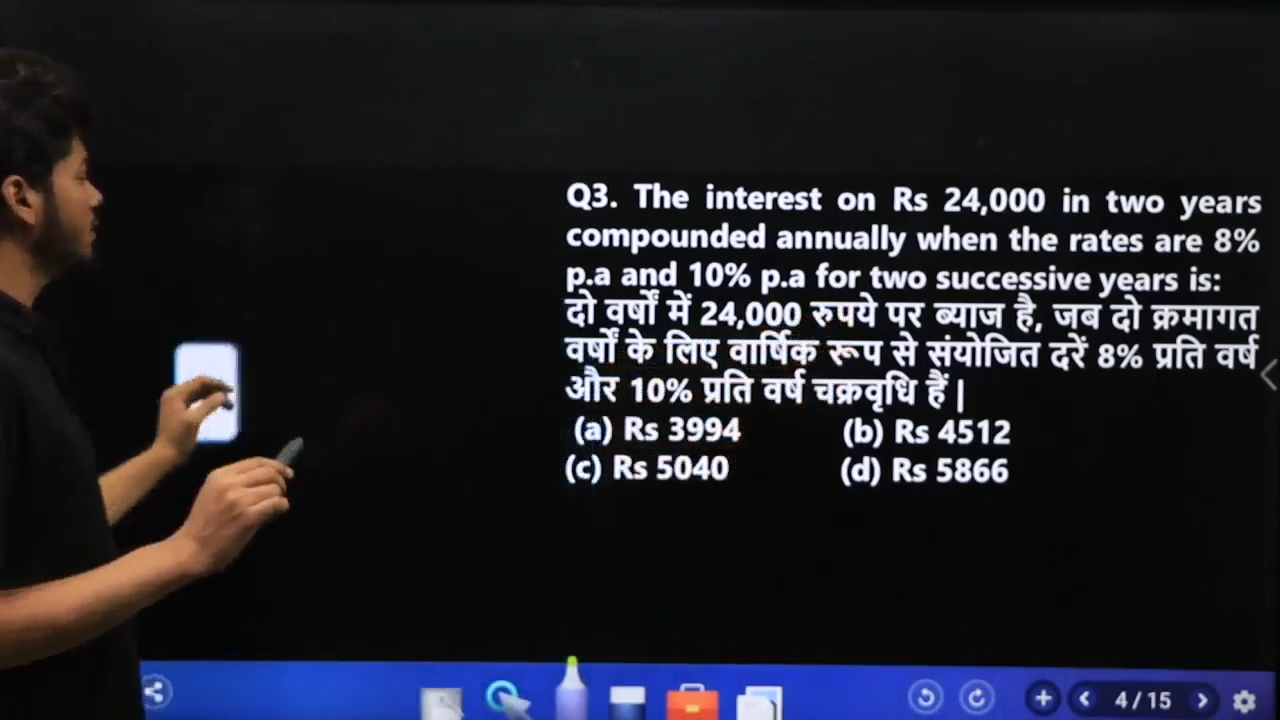 Q3. The interest on Rs 24,000 in two years
compounded annually when the rates are 8%
p.a and 10% p.a for two successive years is:
दो वर्षों में 24,000 रुपये पर ब्याज है, जब दो क्रमागत
वर्षों के लिए वार्षिक रूप से संयोजित दरें 8% प्रति वर्ष
और 10% प्रति वर्ष चक्रवृधि हैं |
(a) Rs 3994 (b) Rs 4512
(c) Rs 5040 (d) Rs 5866
4 / 15